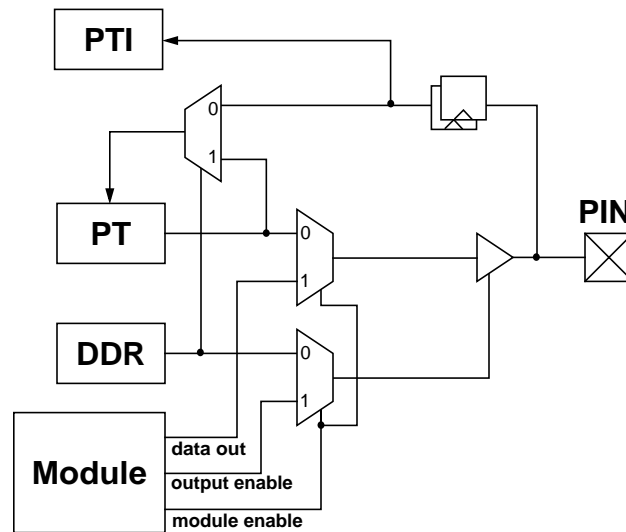 PTI
0
1
PT
PIN
0
1
DDR
0
1
Module
data out
output enable
module enable